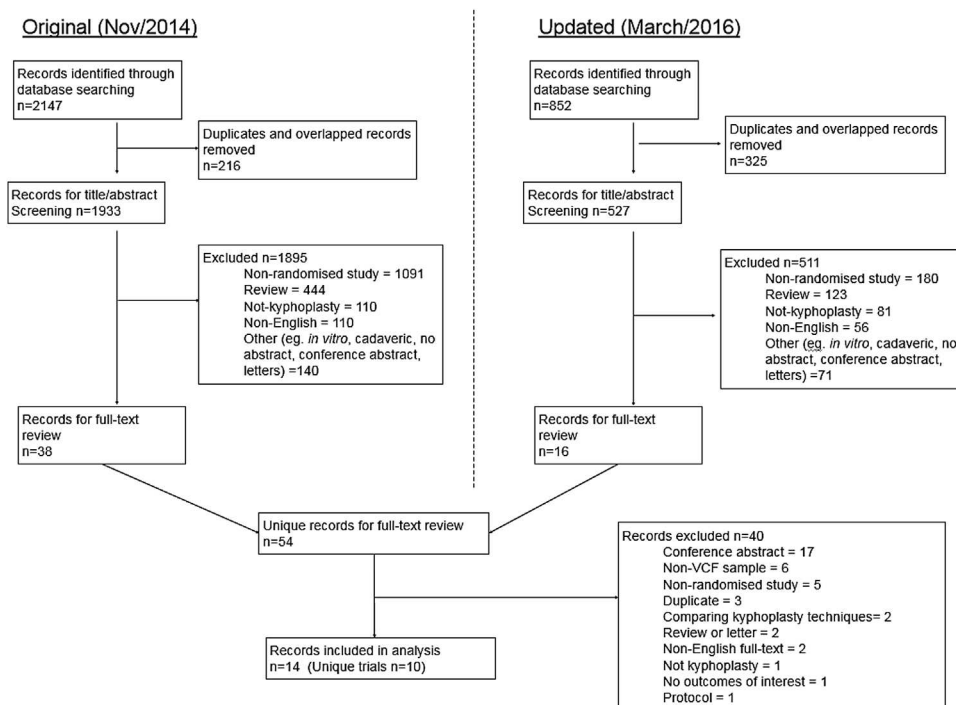 Original (Nov/2014)
Records identified through
database searching
n=2147
Duplicates and overlapped records
removed
n=216
Records for title/abstract
Screening n=1933
Excluded n=1895
Non-randomised study = 1091
Review = 444
Not-kyphoplasty = 110
Non-English = 110
Other (eg. in vitro, cadaveric, no
abstract, conference abstract,
letters) =140
Records for full-text
review
n=38
Updated (March/2016)
Records identified through
database searching
n=852
Duplicates and overlapped records
removed
n=325
Records for title/abstract
Screening n=527
Excluded n=511
Non-randomised study = 180
Review = 123
Not-kyphoplasty = 81
Non-English = 56
Other (eg. in vitro, cadaveric, no
abstract, conference abstract,
letters) =71
Records for full-text
review
n=16
Unique records for full-text review
n=54
Records excluded n=40
Conference abstract = 17
Non-VCF sample = 6
Non-randomised study = 5
Duplicate = 3
Comparing kyphoplasty techniques= 2
Review or letter = 2
Non-English full-text = 2
Not kyphoplasty = 1
No outcomes of interest = 1
Protocol = 1
Records included in analysis
n=14 (Unique trials n=10)